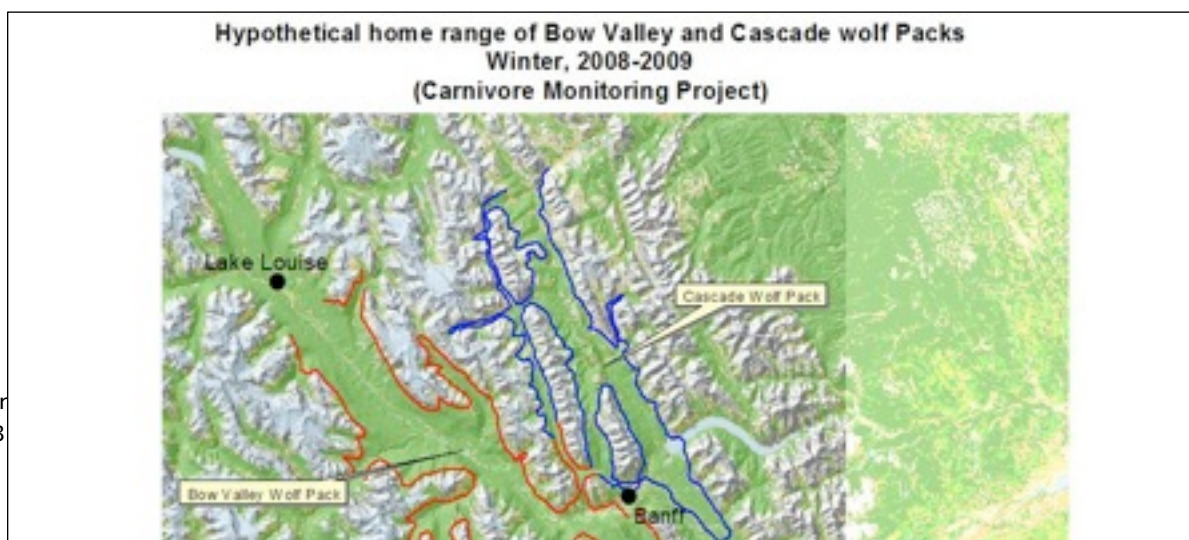 Hypothetical home range of Bow Valley and Cascade wolf Packs
Winter, 2008-2009
(Carnivore Monitoring Project)
Lake Louise
Cascade Wolf Pack
Bow Valley Wolf Pack
Banff